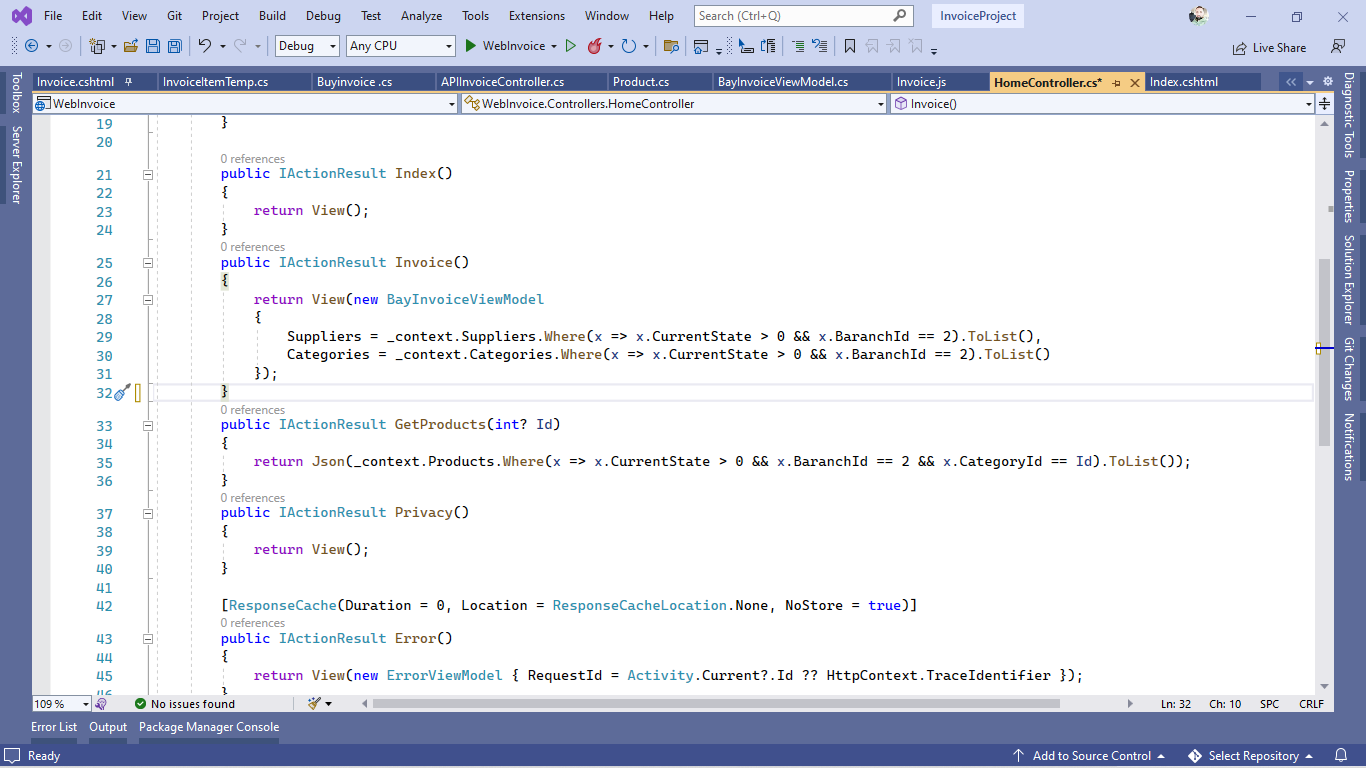 File Edit View Git Project Build Debug Test Analyze Tools Extensions Window Help Search (Ctrl+Q) InvoiceProject
Debug Any CPU WebInvoice Live Share
Invoice.cshtml InvoiceItemTemp.cs Buyinvoice .cs APIInvoiceController.cs Product.cs BayInvoiceViewModel.cs Invoice.js HomeController.cs* Index.cshtml
WebInvoice WebInvoice.Controllers.HomeController Invoice()
Toolbox
Server Explorer
19 }
20
0 references
21 public IActionResult Index()
22 {
23 return View();
24 }
0 references
25 public IActionResult Invoice()
26 {
27 return View(new BayInvoiceViewModel
28 {
29 Suppliers = _context.Suppliers.Where(x => x.CurrentState > 0 && x.BaranchId == 2).ToList(),
30 Categories = _context.Categories.Where(x => x.CurrentState > 0 && x.BaranchId == 2).ToList()
31 });
32 }
0 references
33 public IActionResult GetProducts(int? Id)
34 {
35 return Json(_context.Products.Where(x => x.CurrentState > 0 && x.BaranchId == 2 && x.CategoryId == Id).ToList());
36 }
0 references
37 public IActionResult Privacy()
38 {
39 return View();
40 }
41
42 [ResponseCache(Duration = 0, Location = ResponseCacheLocation.None, NoStore = true)]
0 references
43 public IActionResult Error()
44 {
45 return View(new ErrorViewModel { RequestId = Activity.Current?.Id ?? HttpContext.TraceIdentifier });
46 }
Diagnostic Tools
Properties
Solution Explorer
Git Changes
Notifications
109 % No issues found Ln: 32 Ch: 10 SPC CRLF
Error List Output Package Manager Console
Ready Add to Source Control Select Repository